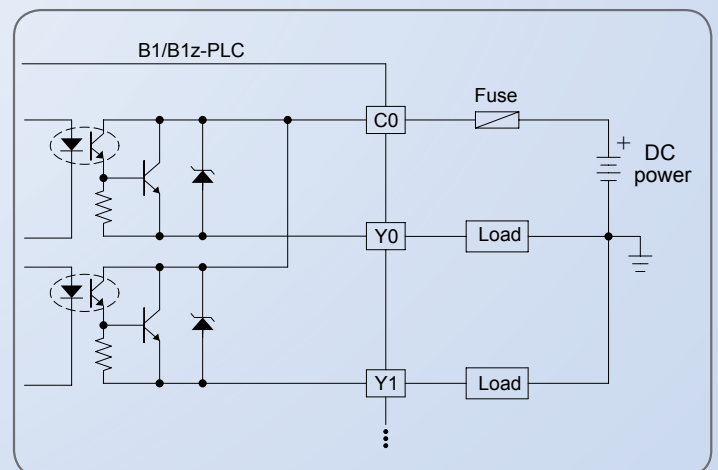 B1/B1z-PLC
Fuse
C0
+
DC
power
Y0
Load
Y1
Load